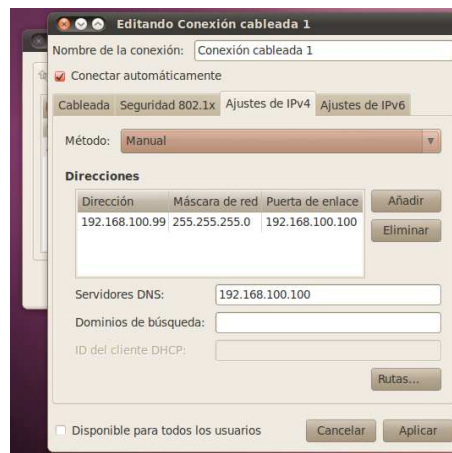 Editando Conexión cableada 1
Nombre de la conexión: Conexión cableada 1
Conectar automáticamente
Cableada Seguridad 802.1x Ajustes de IPv4 Ajustes de IPv6
Método: Manual
Direcciones
Dirección Máscara de red Puerta de enlace Añadir
192.168.100.99 255.255.255.0 192.168.100.100 Eliminar
Servidores DNS: 192.168.100.100
Dominios de búsqueda:
ID del cliente DHCP:
Rutas...
Disponible para todos los usuarios Cancelar Aplicar